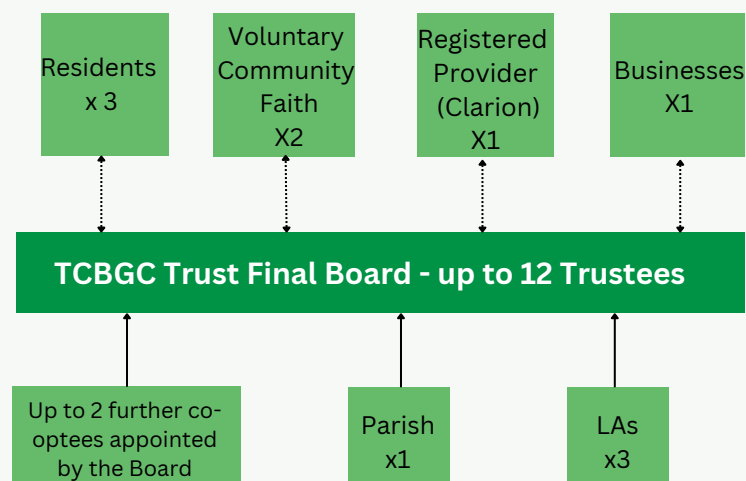 Residents
x 3
Voluntary
Community
Faith
X2
Registered
Provider
(Clarion)
X1
Businesses
X1
TCBGC Trust Final Board - up to 12 Trustees
Up to 2 further co-
optees appointed
by the Board
Parish
x1
LAs
x3